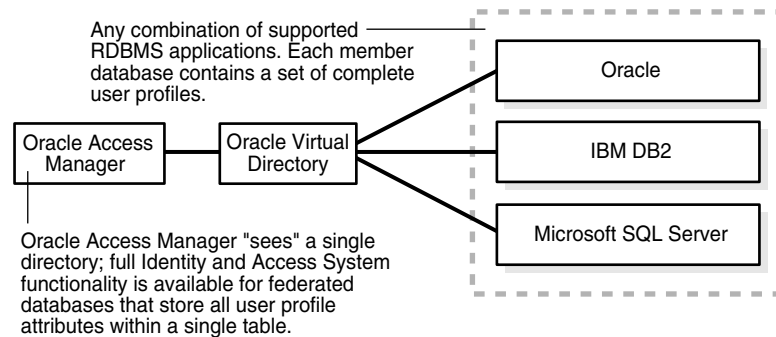 Any combination of supported
RDBMS applications. Each member
database contains a set of complete
user profiles.
Oracle Access
Manager
Oracle Virtual
Directory
Oracle
IBM DB2
Microsoft SQL Server
Oracle Access Manager "sees" a single
directory; full Identity and Access System
functionality is available for federated
databases that store all user profile
attributes within a single table.